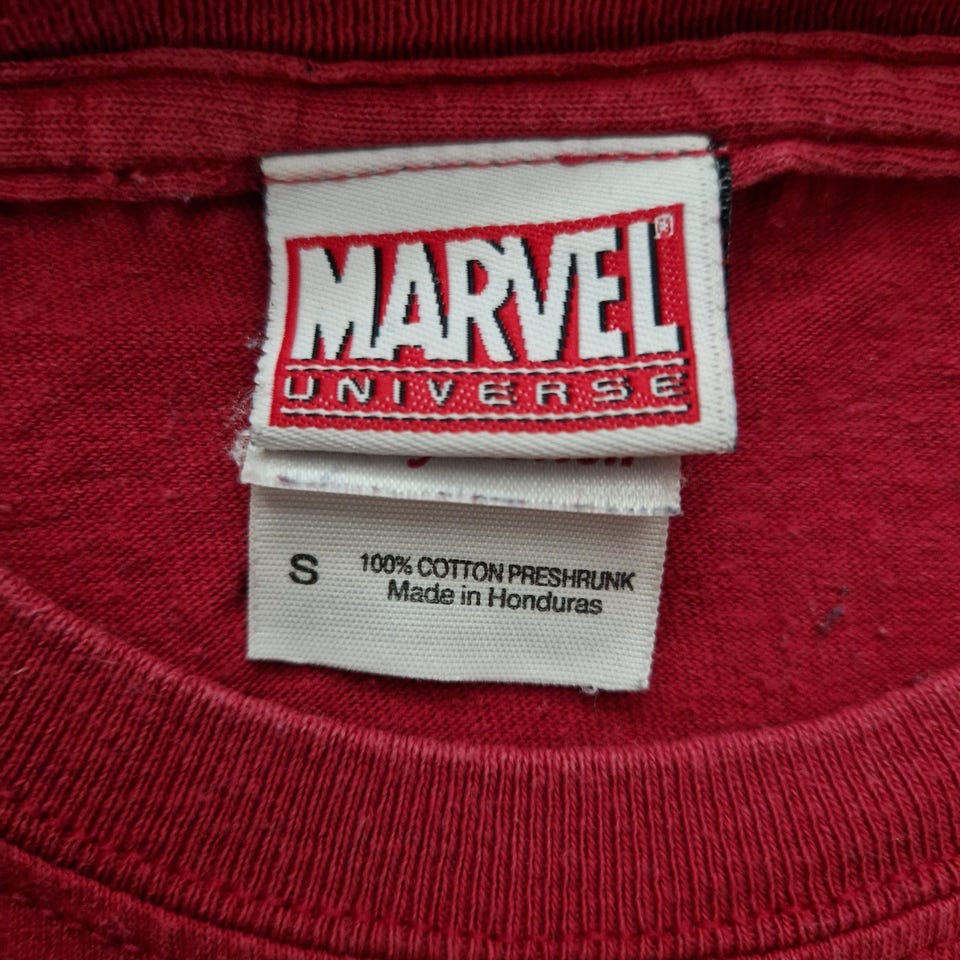 MARVEL®
UNIVERSE
S 100% COTTON PRESHRUNK
Made in Honduras